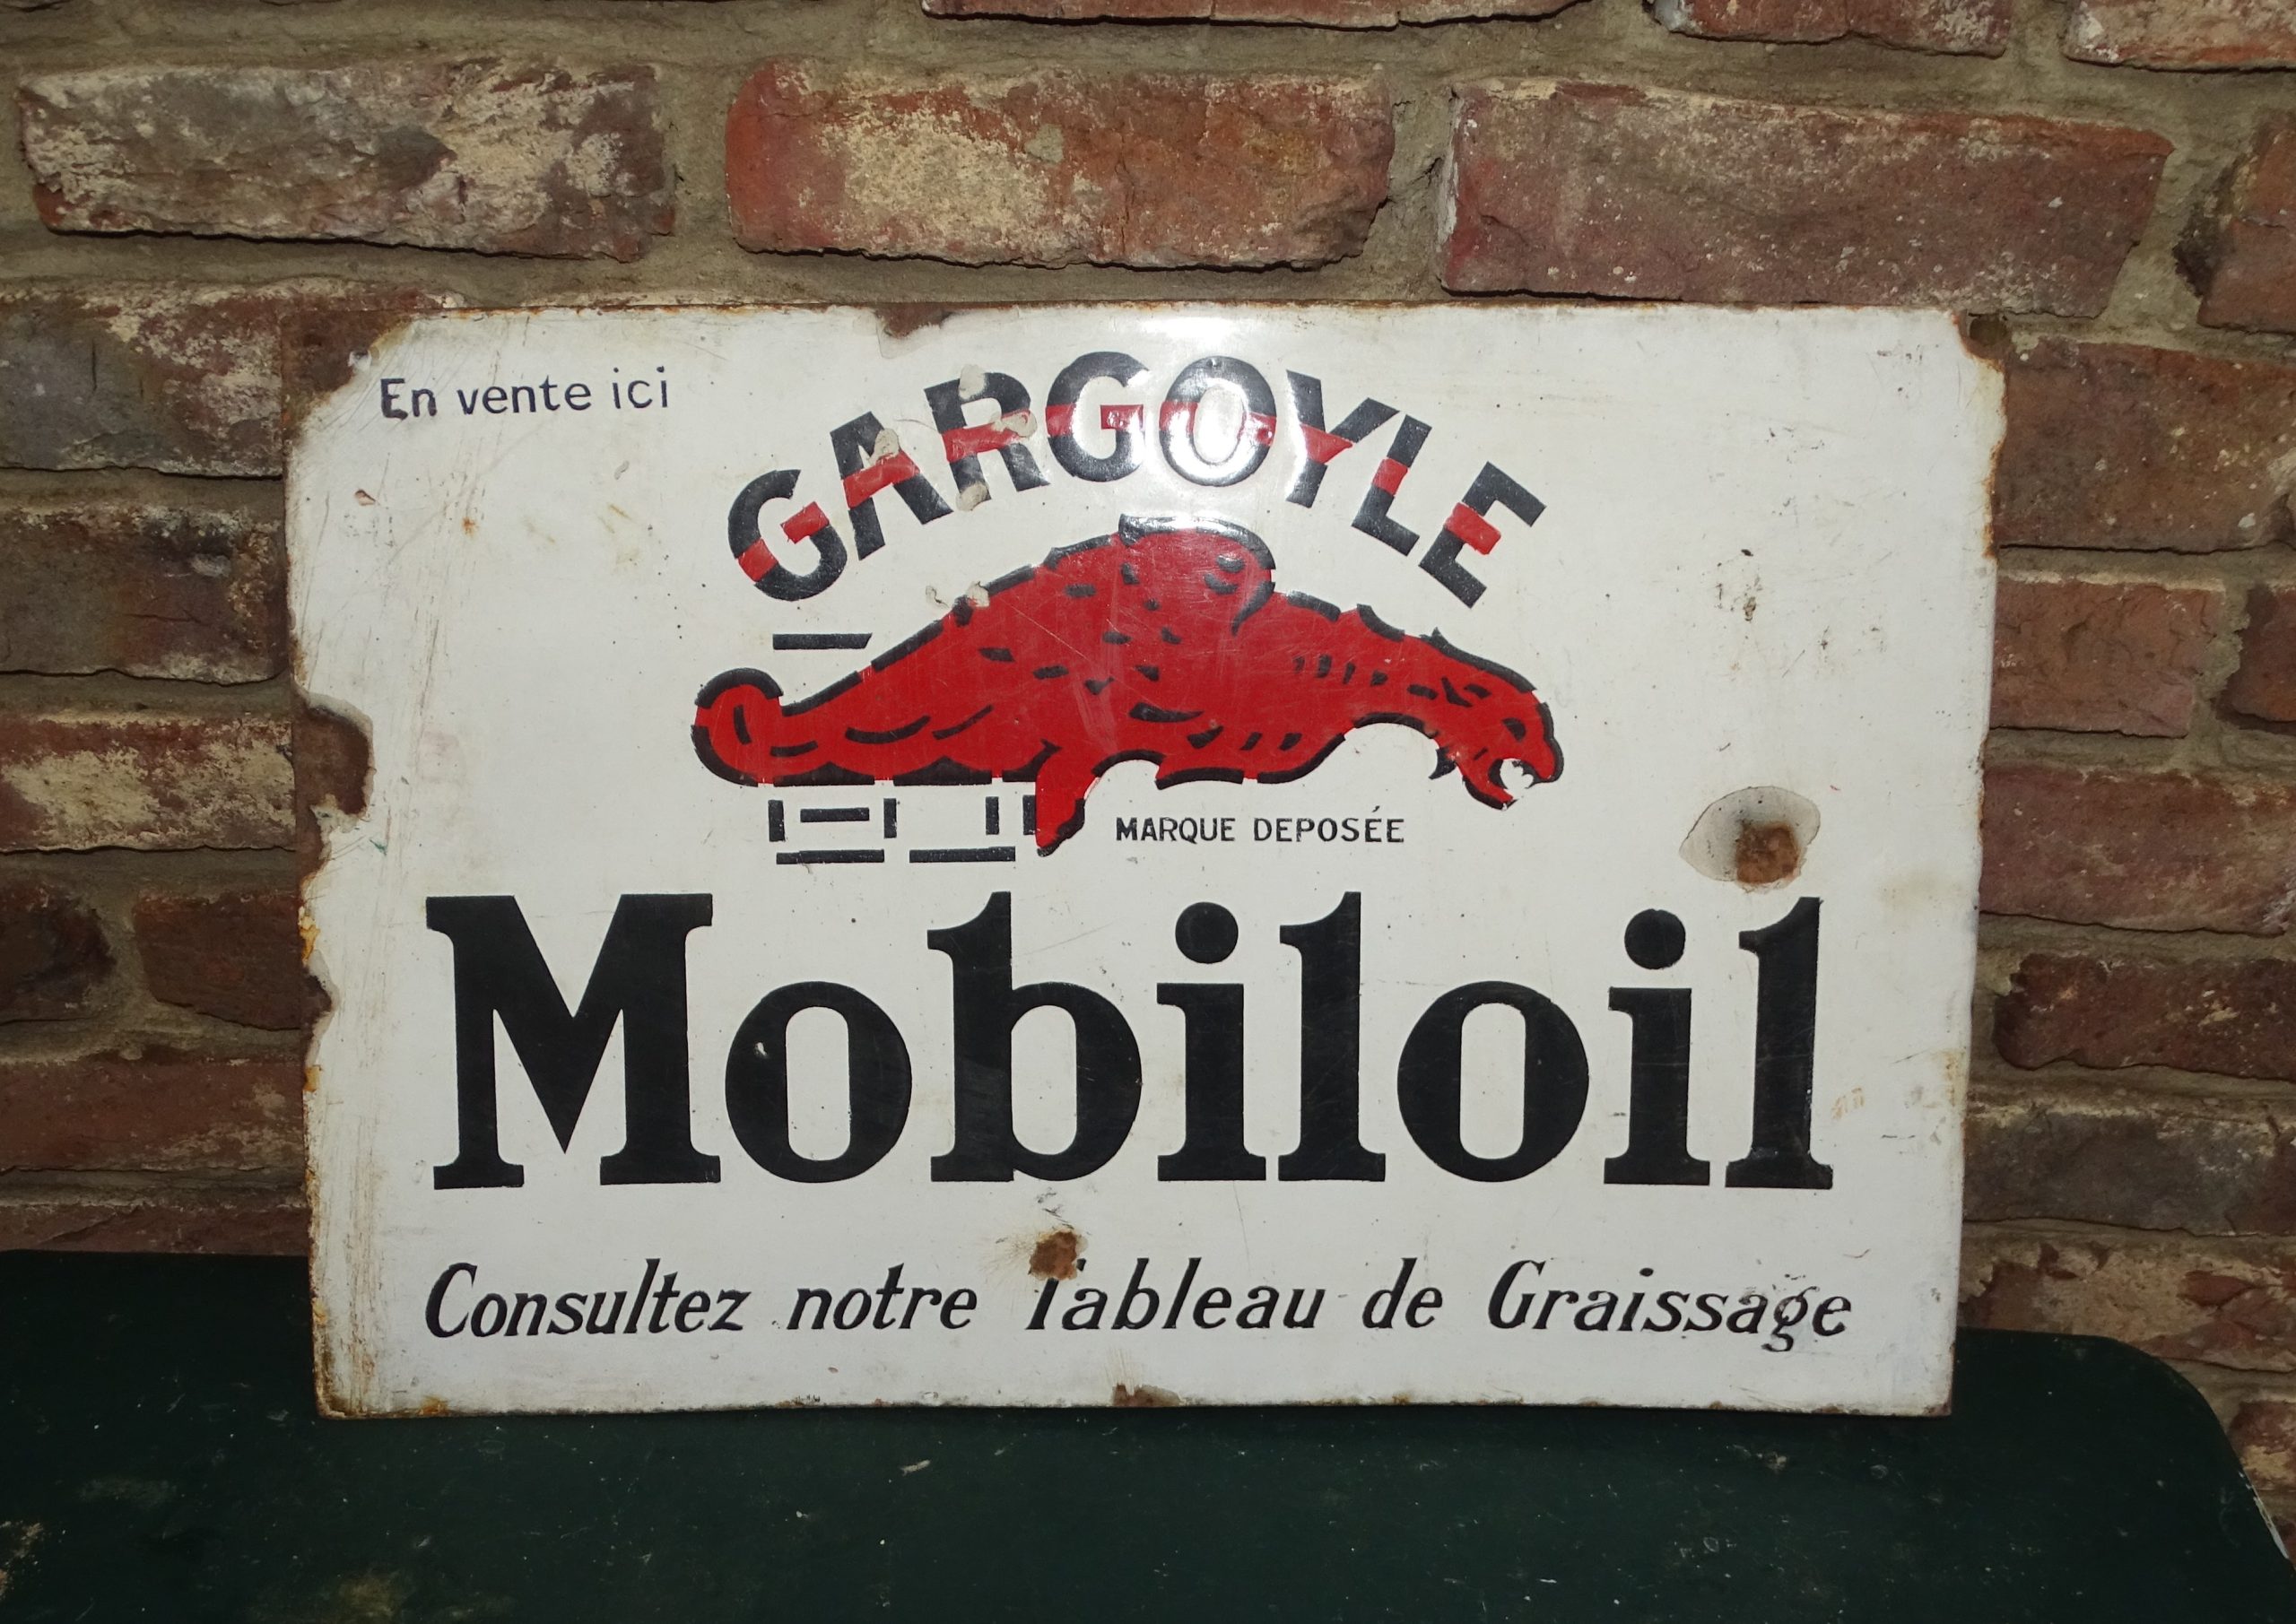 En vente ici
GARGOYLE
MARQUE DEPOSÉE
Mobiloil
Consultez notre Tableau de Graissage